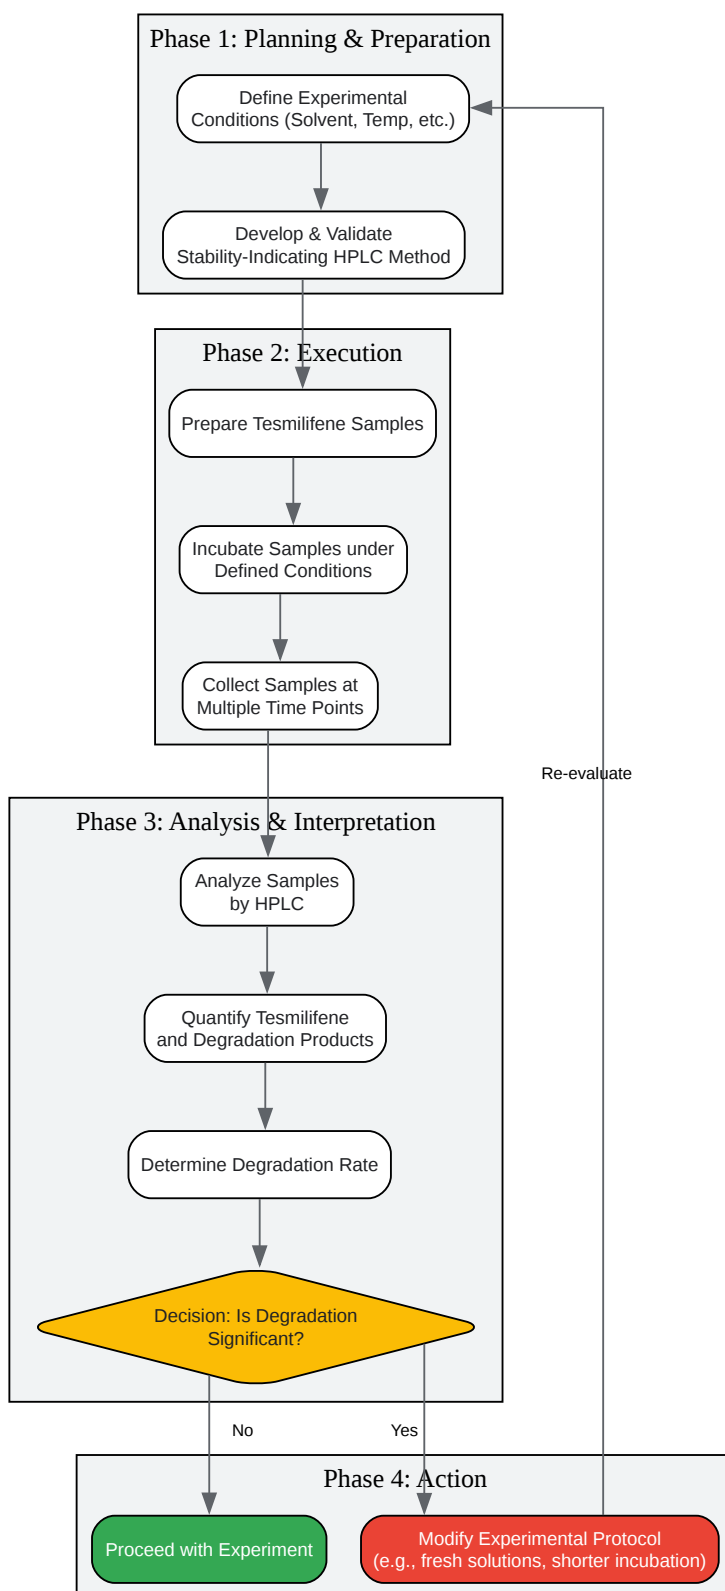 Phase 1: Planning & Preparation
Define Experimental
Conditions (Solvent, Temp, etc.)
Develop & Validate
Stability-Indicating HPLC Method
Phase 2: Execution
Prepare Tesmilifene Samples
Incubate Samples under
Defined Conditions
Collect Samples at
Multiple Time Points
Re-evaluate
Phase 3: Analysis & Interpretation
Analyze Samples
by HPLC
Quantify Tesmilifene
and Degradation Products
Determine Degradation Rate
Decision: Is Degradation
Significant?
No
Yes
Phase 4: Action
Proceed with Experiment
Modify Experimental Protocol
(e.g., fresh solutions, shorter incubation)